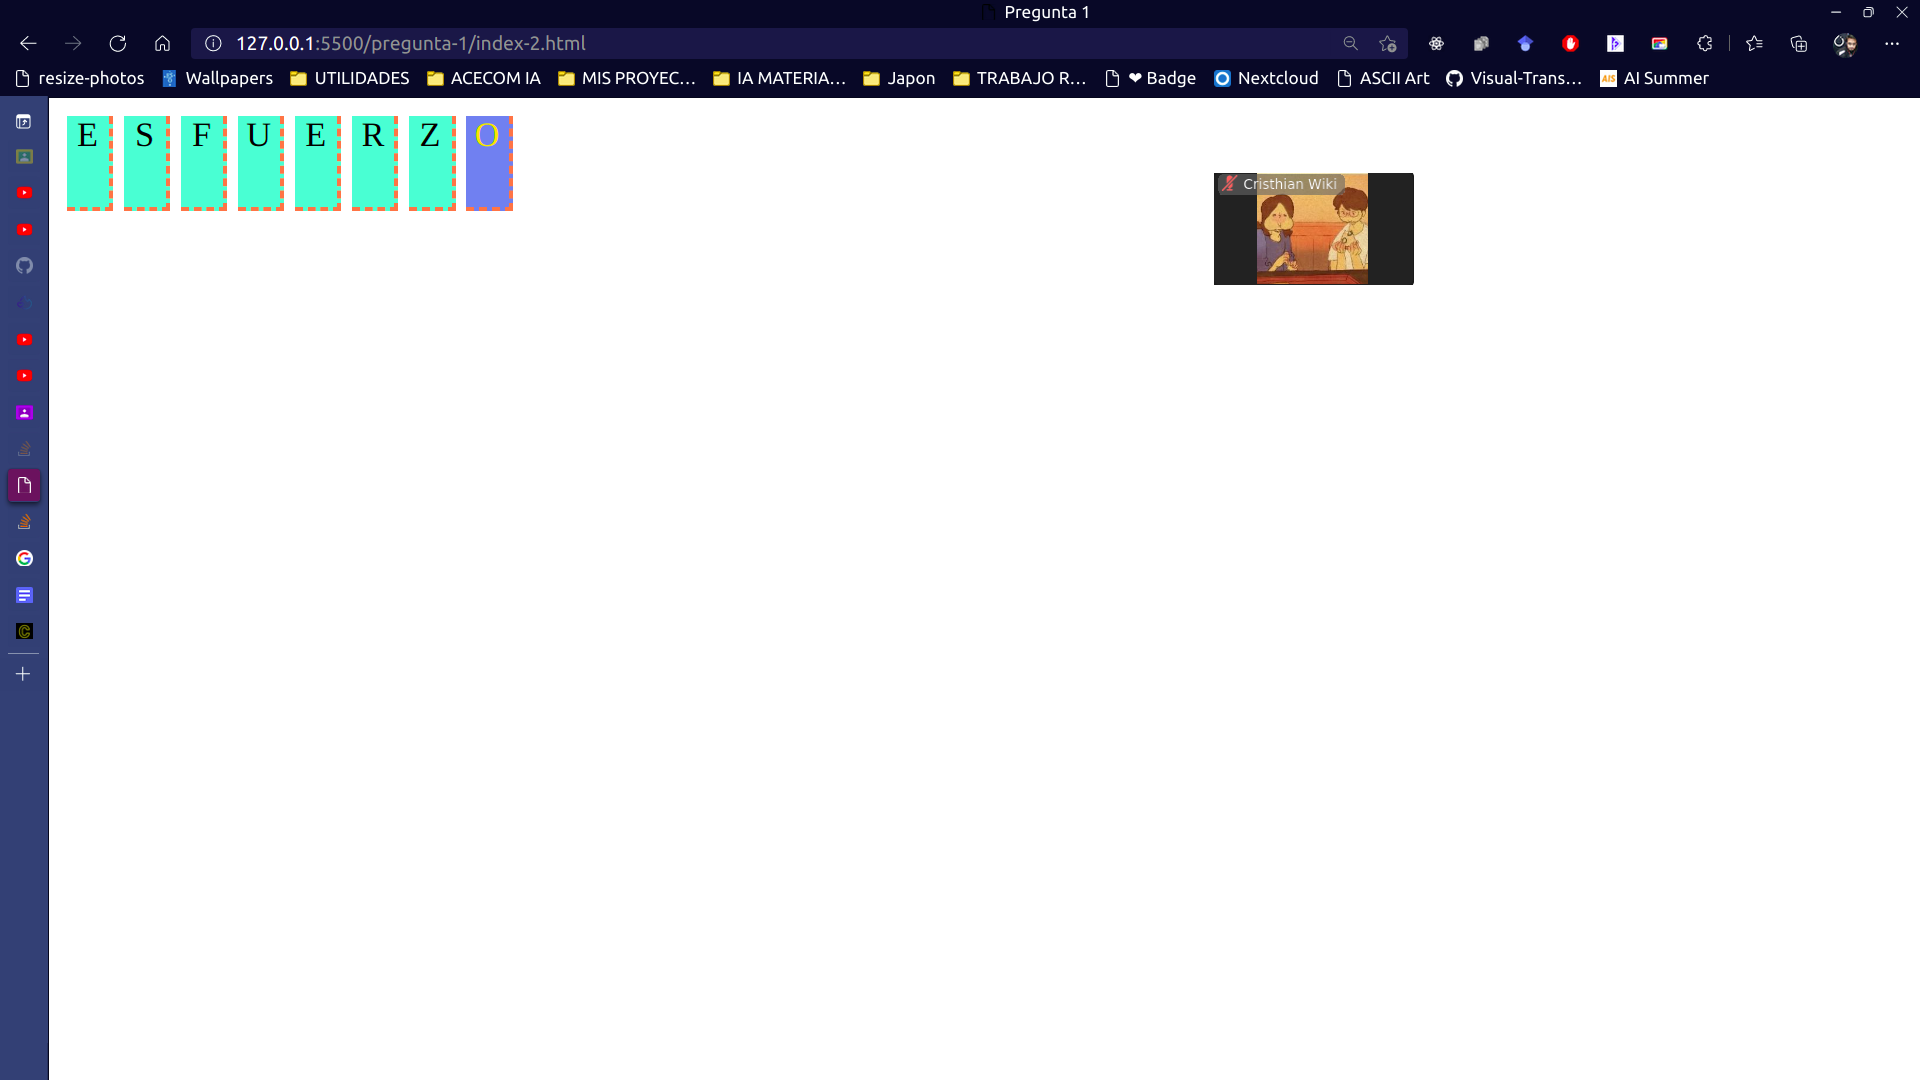 Pregunta 1
127.0.0.1:5500/pregunta-1/index-2.html
resize-photos Wallpapers UTILIDADES ACECOM IA MIS PROYEC... IA MATERIA... Japon TRABAJO R... ❤ Badge Nextcloud ASCII Art Visual-Trans... AIS AI Summer
E S F U E R Z O
Cristhian Wiki